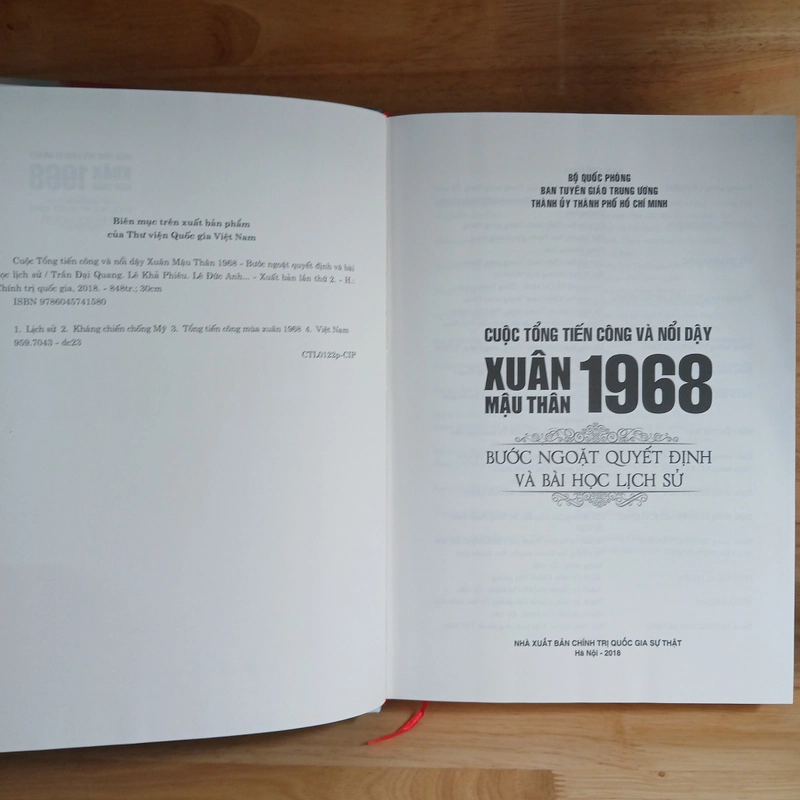 Biên mục trên xuất bản phẩm
của Thư viện Quốc gia Việt Nam
Cuộc Tổng tiến công và nổi dậy Xuân Mậu Thân 1968 - Bước ngoặt quyết định và bài
học lịch sử / Trần Đại Quang, Lê Khả Phiêu, Lê Đức Anh... - Xuất bản lần thứ 2. - H.:
Chính trị quốc gia, 2018. - 848tr.; 30cm
ISBN 9786045741580
1. Lịch sử 2. Kháng chiến chống Mỹ 3. Tổng tiến công mùa xuân 1968 4. Việt Nam
959.7043 - dc23
CTL0123p-CIP
BỘ QUỐC PHÒNG
BAN TUYÊN GIÁO TRUNG ƯƠNG
THÀNH ỦY THÀNH PHỐ HỒ CHÍ MINH
CUỘC TỔNG TIẾN CÔNG VÀ NỔI DẬY
XUÂN MẬU THÂN 1968
BƯỚC NGOẶT QUYẾT ĐỊNH
VÀ BÀI HỌC LỊCH SỬ
NHÀ XUẤT BẢN CHÍNH TRỊ QUỐC GIA SỰ THẬT
Hà Nội - 2018